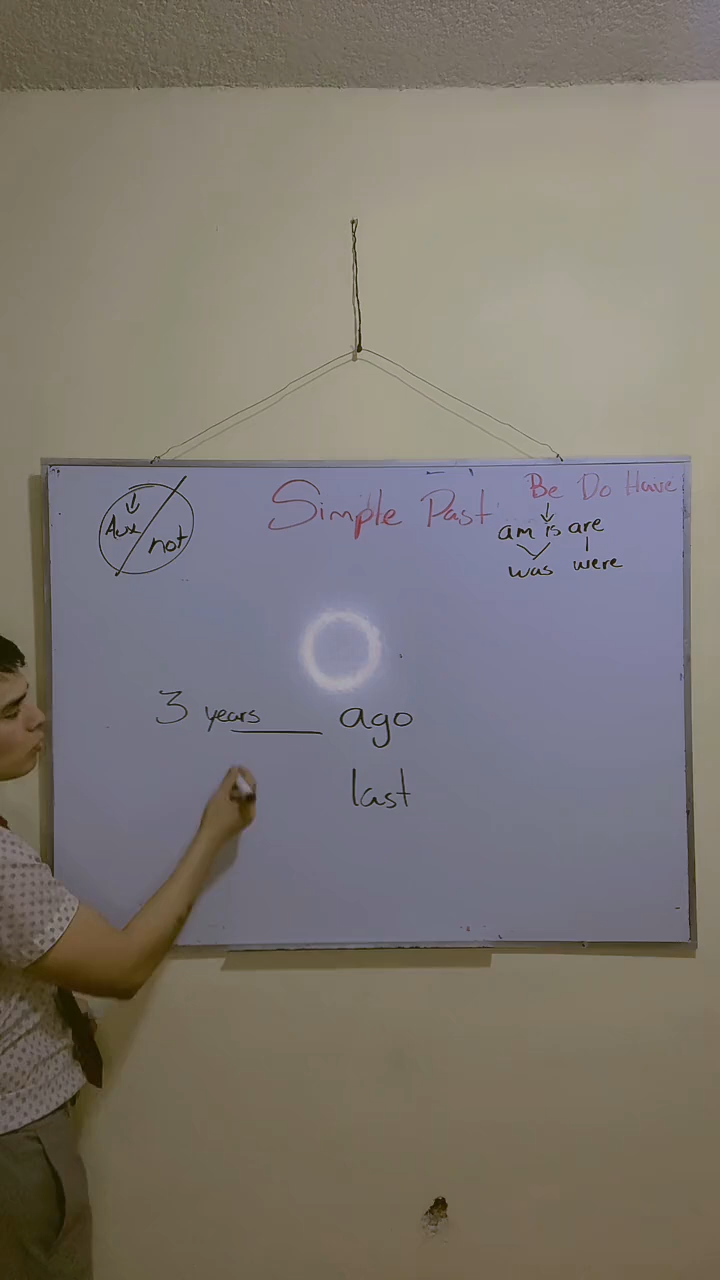 Simple Past
Be Do Have
am is are
was were
Aux not
3 years ago
last